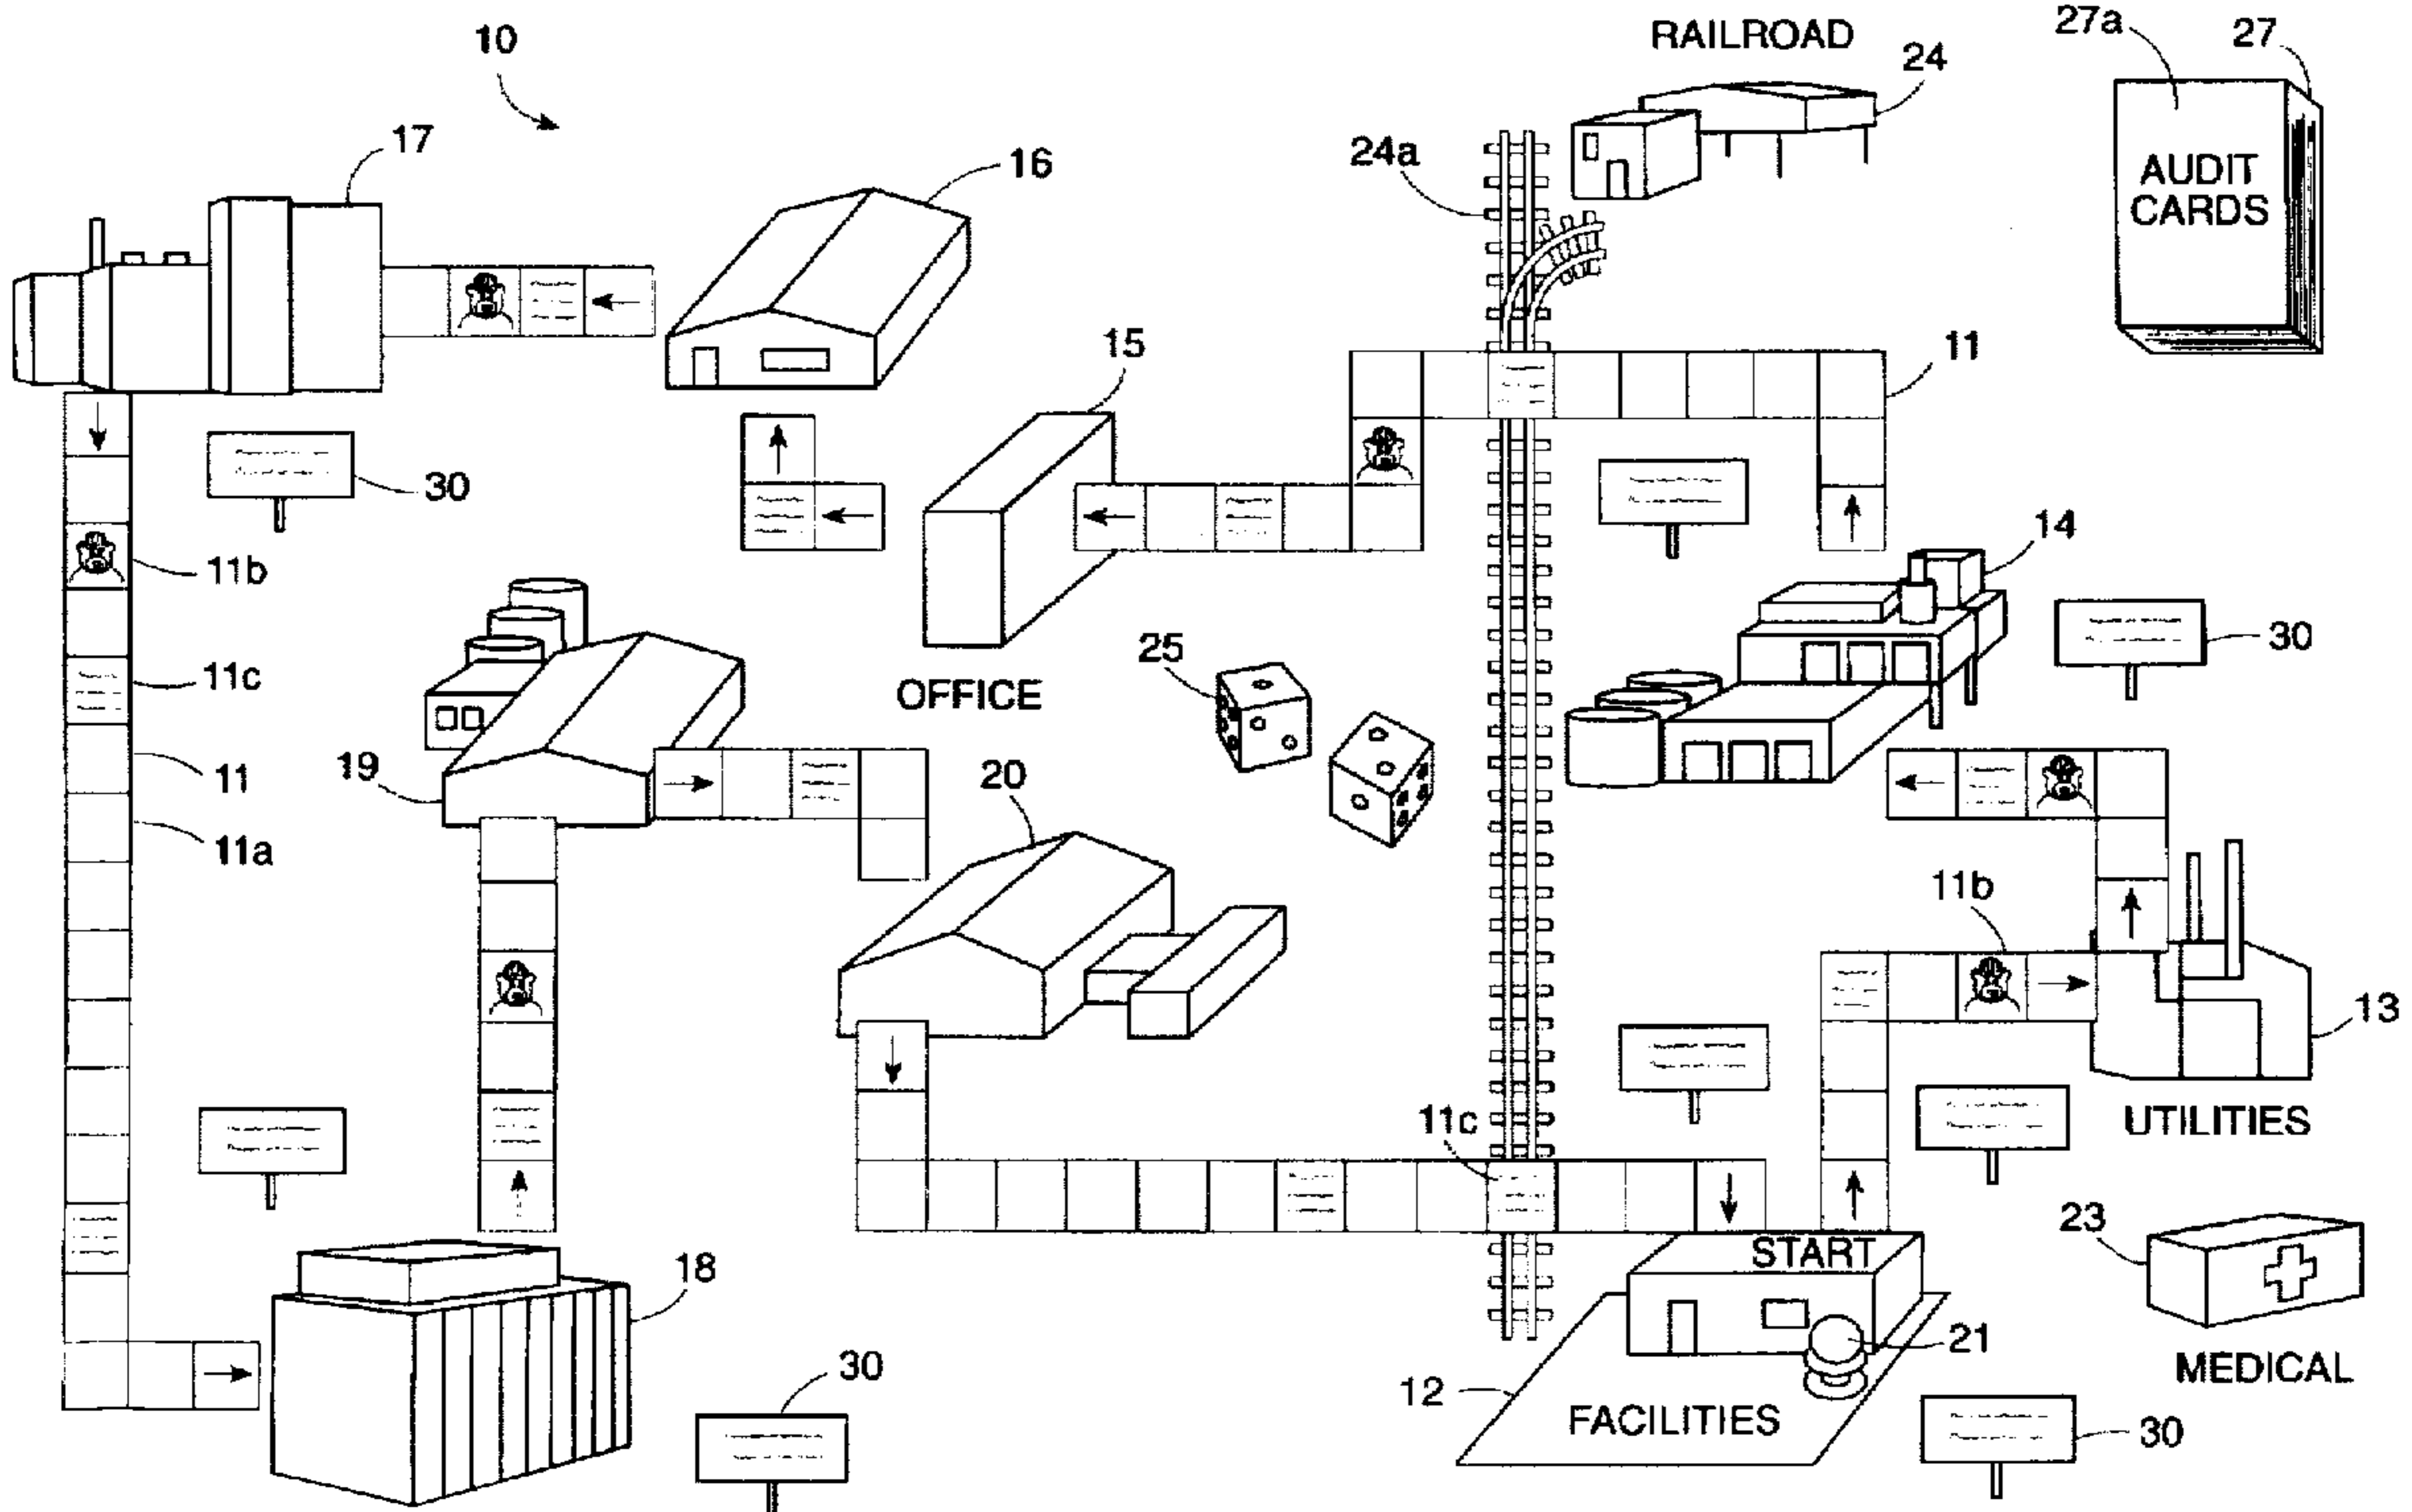 10
RAILROAD
27a
27
24
17
16
24a
AUDIT
CARDS
15
11
30
11b
14
11c
25
30
OFFICE
11
19
20
11a
11b
13
11c
UTILITIES
23
START
18
21
30
12
MEDICAL
FACILITIES
30